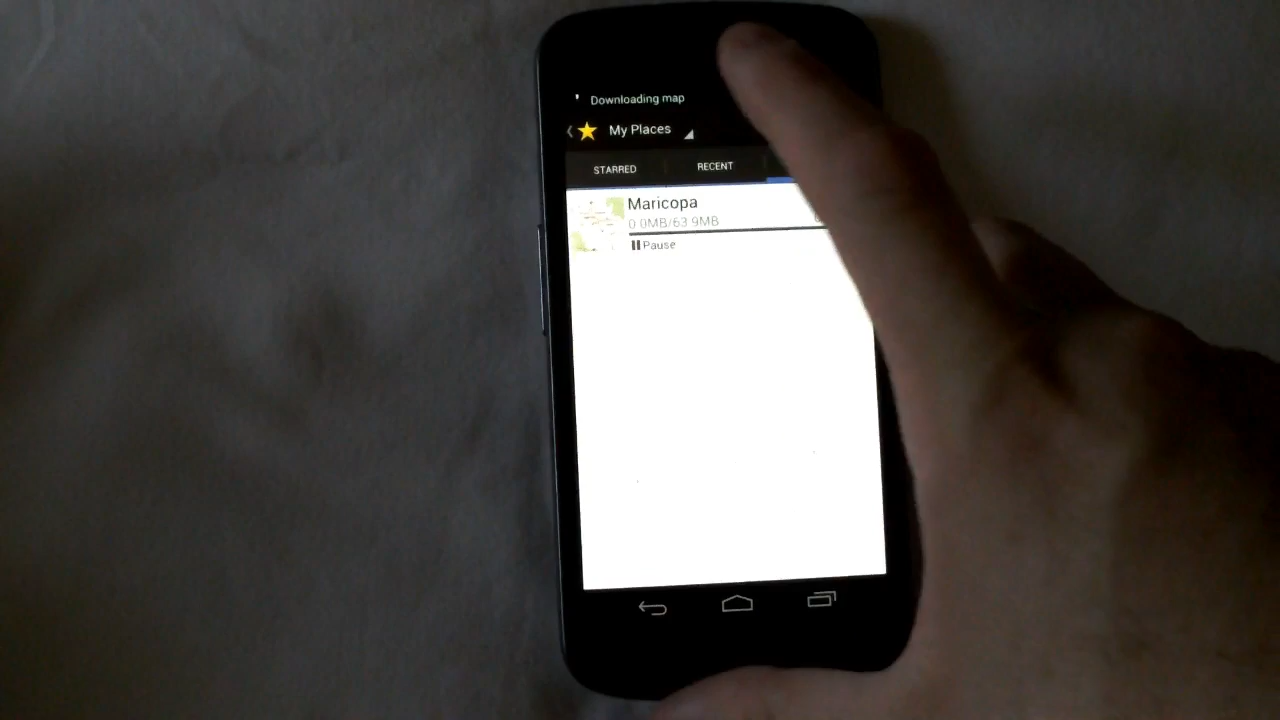 Downloading map
My Places
STARRED RECENT
Maricopa
0.0MB/63.9MB
Pause